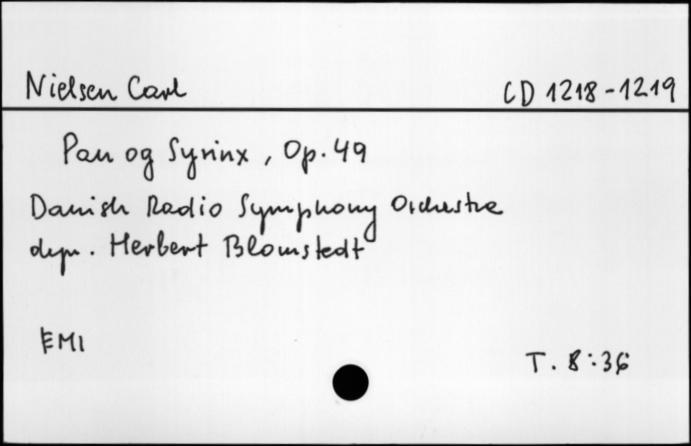 Nielsen Carl
CD 1218-1219
Pan og Syrinx, Op. 49
Danish Radio Symphony Orchestra
dyr. Herbert Blomstedt
EMI
T. 8:36